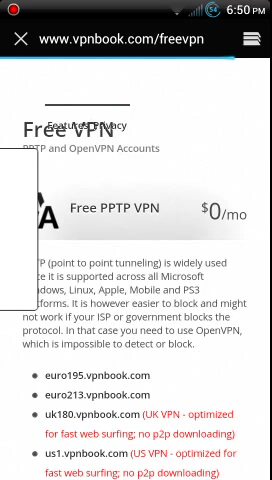 54 6:50 PM
www.vpnbook.com/freevpn
Features Privacy
Free VPN
PPTP and OpenVPN Accounts
Free PPTP VPN $0/mo
(point to point tunneling) is widely used
it is supported across all Microsoft
Linux, Apple, Mobile and PS3
It is however easier to block and might
not work if your ISP or government blocks the
protocol. In that case you need to use OpenVPN,
which is impossible to detect or block.
euro195.vpnbook.com
euro213.vpnbook.com
uk180.vpnbook.com (UK VPN - optimized
for fast web surfing; no p2p downloading)
us1.vpnbook.com (US VPN - optimized for
fast web surfing; no p2p downloading)